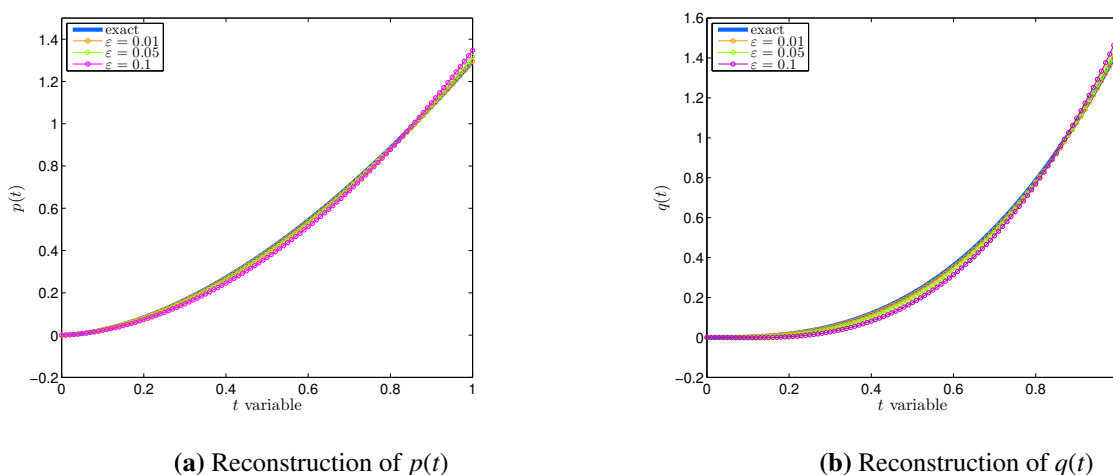 exact
ε = 0.01
ε = 0.05
ε = 0.1
1.4
1.2
1
0.8
0.6
0.4
0.2
0
−0.2
p(t)
0 0.2 0.4 0.6 0.8 1
t variable
(a) Reconstruction of p(t)
exact
ε = 0.01
ε = 0.05
ε = 0.1
1.6
1.4
1.2
1
0.8
0.6
0.4
0.2
0
−0.2
q(t)
0 0.2 0.4 0.6 0.8
t variable
(b) Reconstruction of q(t)